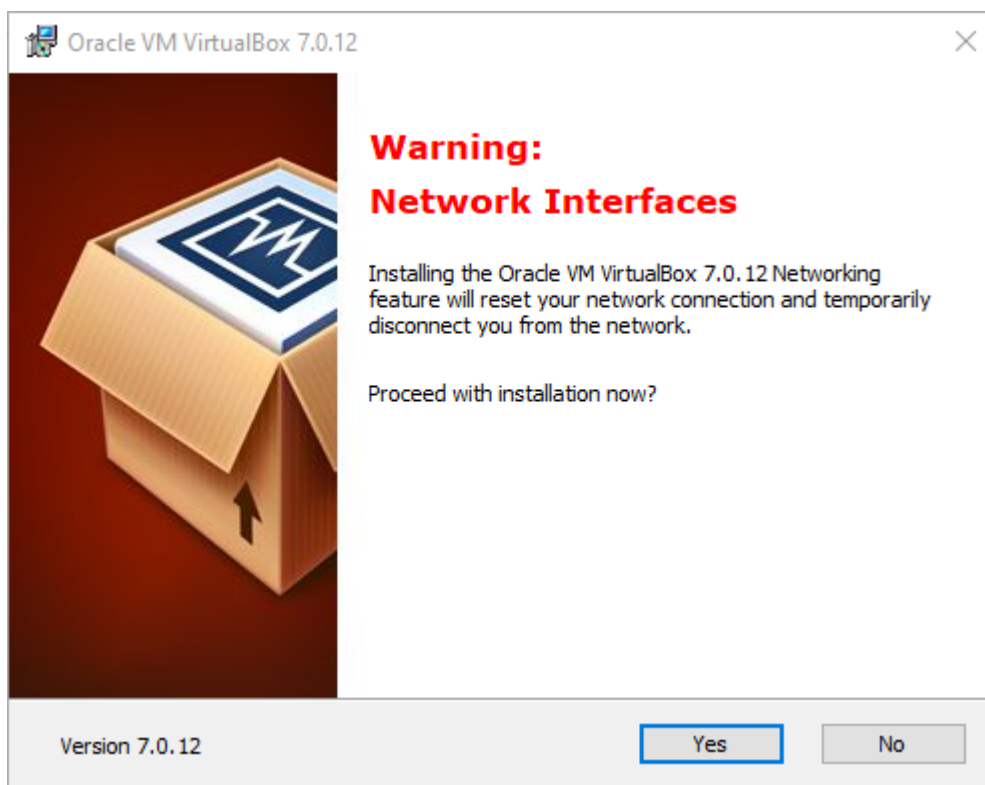 Oracle VM VirtualBox 7.0.12
Warning:
Network Interfaces
Installing the Oracle VM VirtualBox 7.0.12 Networking
feature will reset your network connection and temporarily
disconnect you from the network.
Proceed with installation now?
Version 7.0.12
Yes
No